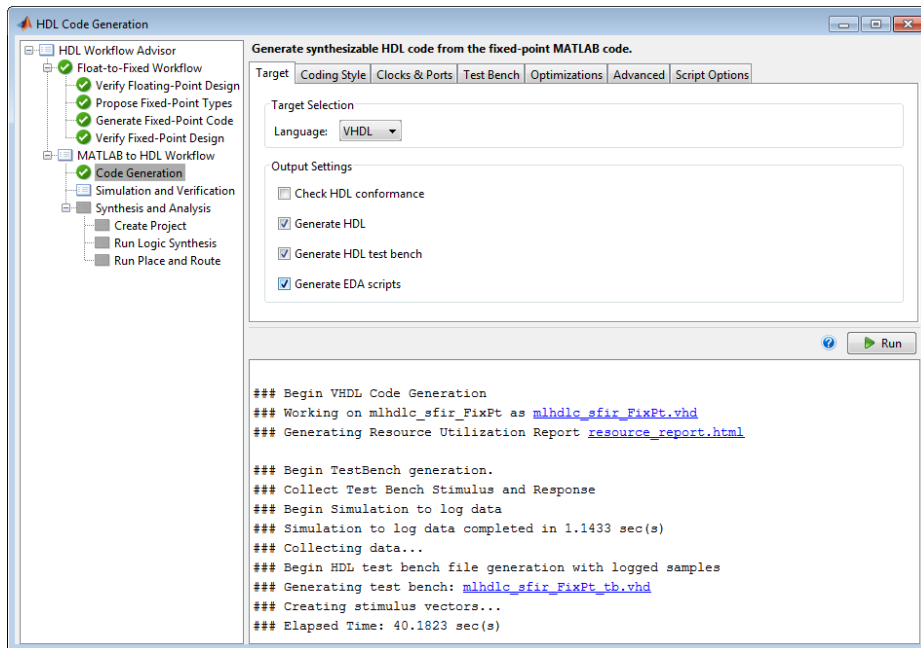 HDL Code Generation
HDL Workflow Advisor
Float-to-Fixed Workflow
Verify Floating-Point Design
Propose Fixed-Point Types
Generate Fixed-Point Code
Verify Fixed-Point Design
MATLAB to HDL Workflow
Code Generation
Simulation and Verification
Synthesis and Analysis
Create Project
Run Logic Synthesis
Run Place and Route
Generate synthesizable HDL code from the fixed-point MATLAB code.
Target Coding Style Clocks & Ports Test Bench Optimizations Advanced Script Options
Target Selection
Language: VHDL
Output Settings
Check HDL conformance
Generate HDL
Generate HDL test bench
Generate EDA scripts
Run
### Begin VHDL Code Generation
### Working on mlhdlc_sfir_FixPt as mlhdlc_sfir_FixPt.vhd
### Generating Resource Utilization Report resource_report.html
### Begin TestBench generation.
### Collect Test Bench Stimulus and Response
### Begin Simulation to log data
### Simulation to log data completed in 1.1433 sec(s)
### Collecting data...
### Begin HDL test bench file generation with logged samples
### Generating test bench: mlhdlc_sfir_FixPt_tb.vhd
### Creating stimulus vectors...
### Elapsed Time: 40.1823 sec(s)